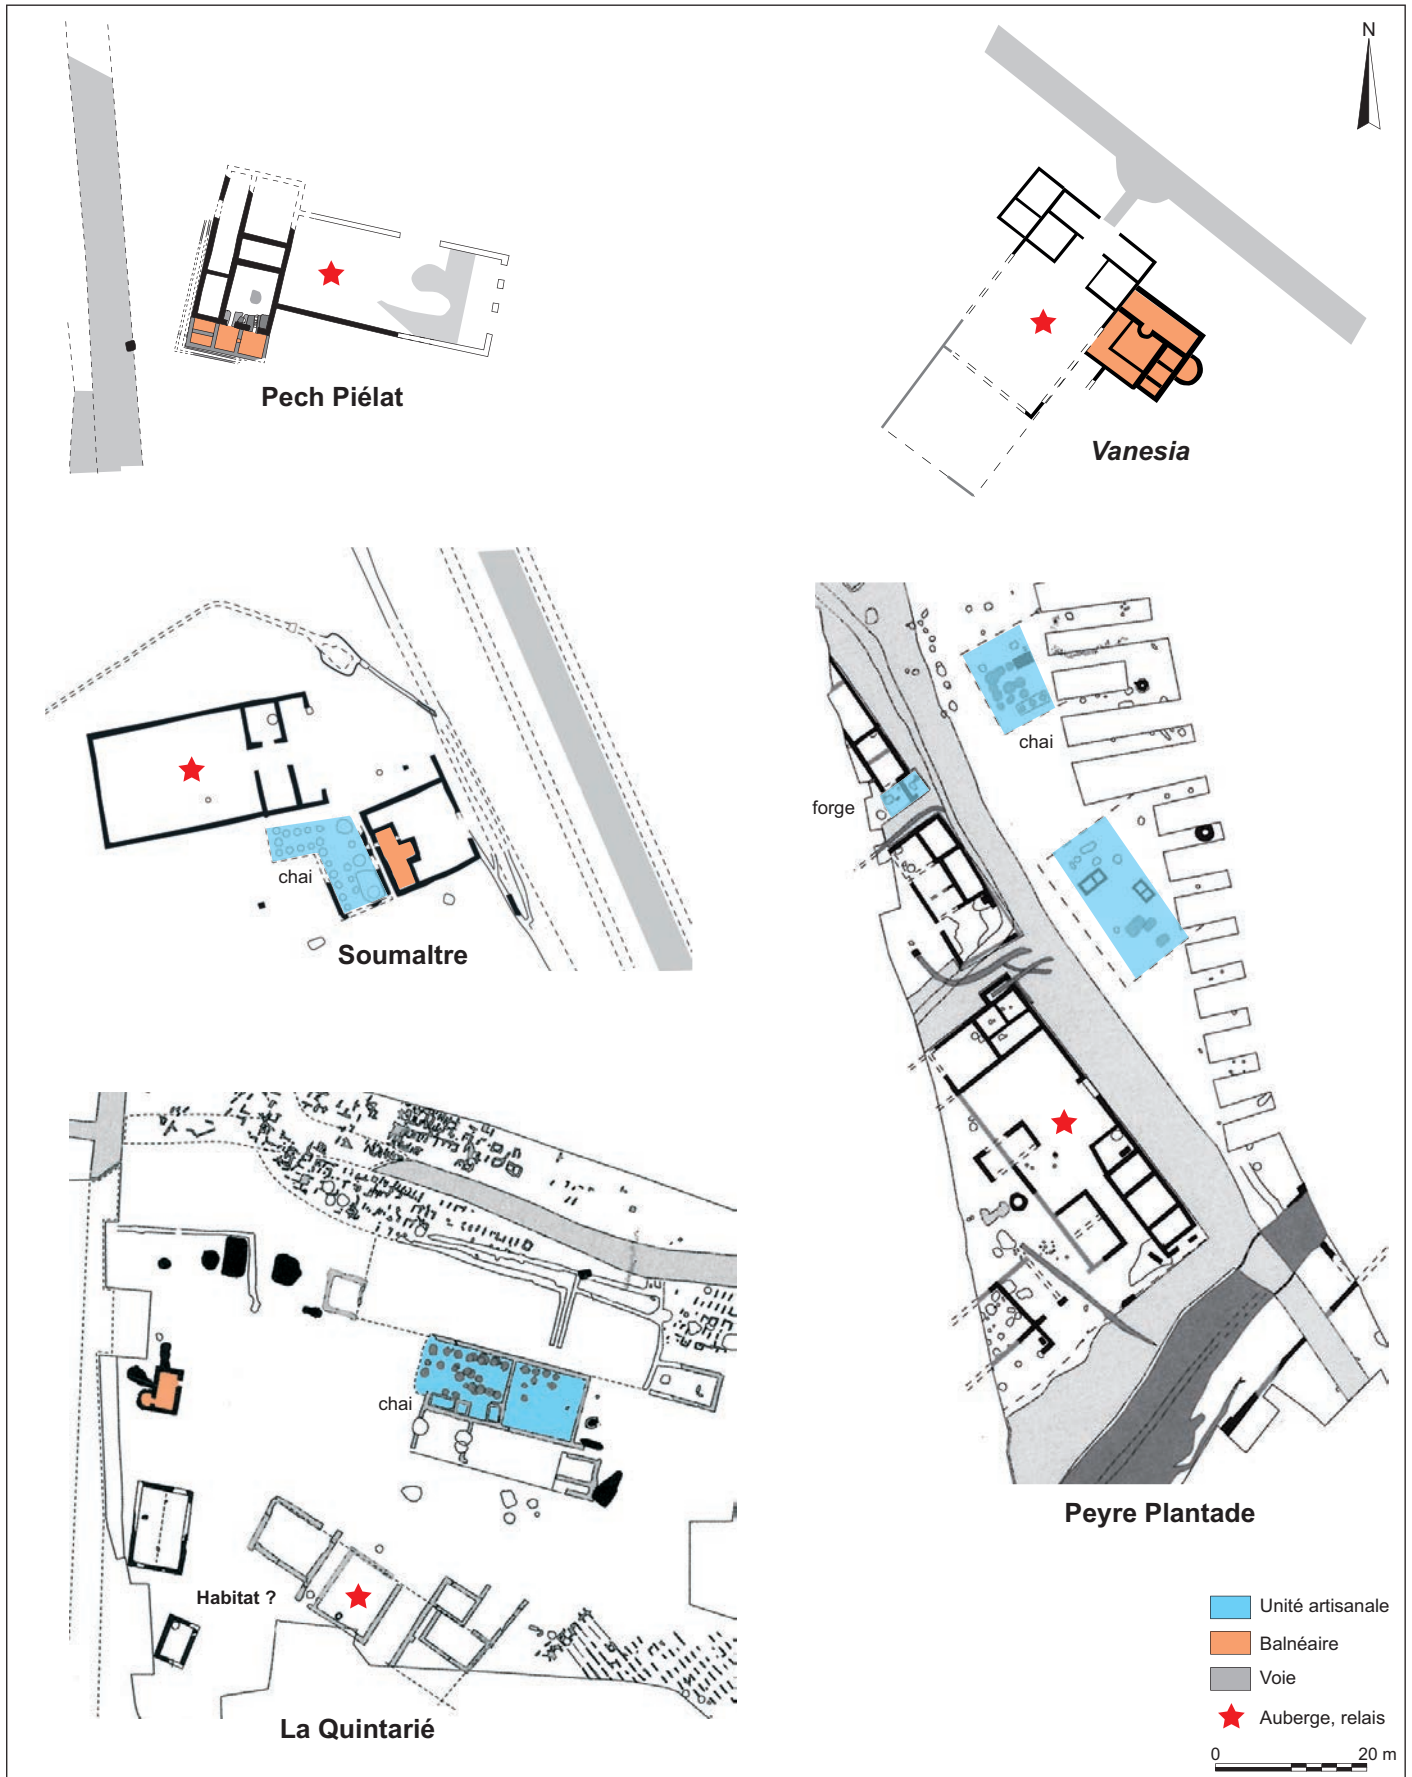 N
Pech Piélat
Vanesia
chai
Soumaltre
chai
forge
Peyre Plantade
chai
Habitat ?
La Quintarié
Unité artisanale
Balnéaire
Voie
Auberge, relais
0 20 m